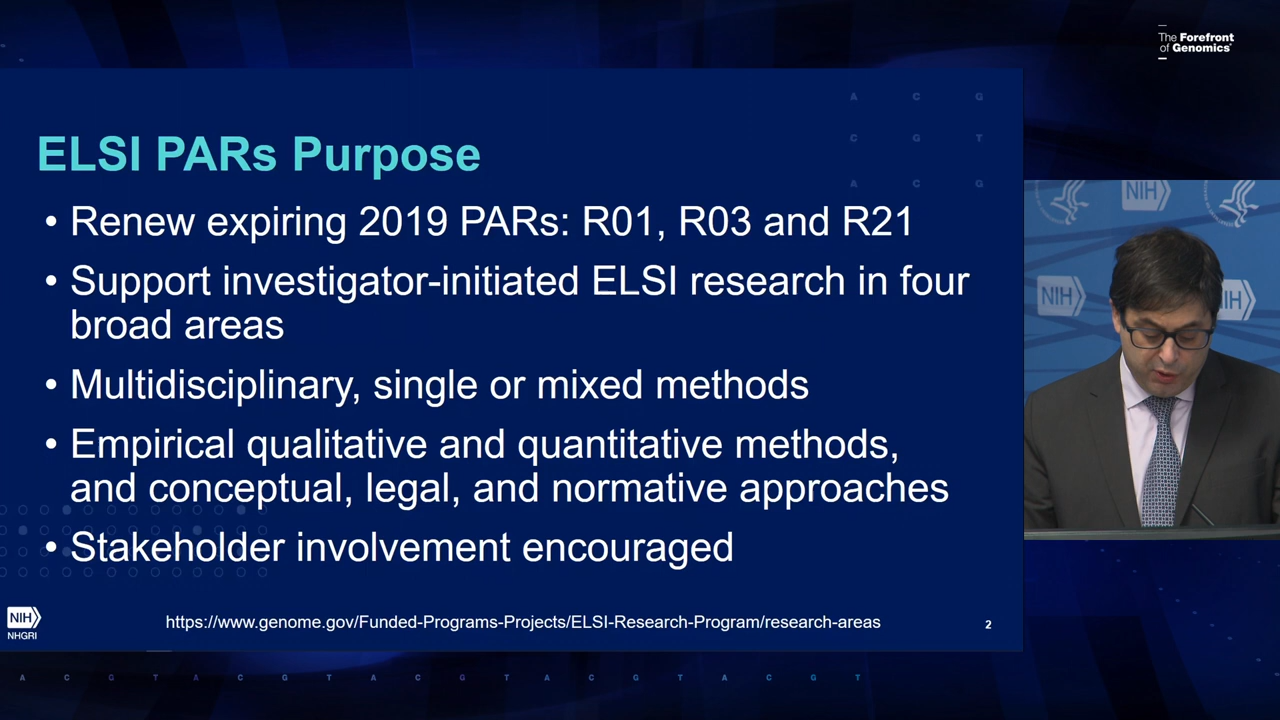 The Forefront
of Genomics®
A C G
C G T
A C G
ELSI PARs Purpose
• Renew expiring 2019 PARs: R01, R03 and R21
• Support investigator-initiated ELSI research in four
broad areas
• Multidisciplinary, single or mixed methods
• Empirical qualitative and quantitative methods,
and conceptual, legal, and normative approaches
• Stakeholder involvement encouraged
NIH
NHGRI
https://www.genome.gov/Funded-Programs-Projects/ELSI-Research-Program/research-areas
2
NIH
NIH
NIH
A C G T A C G T A C G T A C G T A C G T